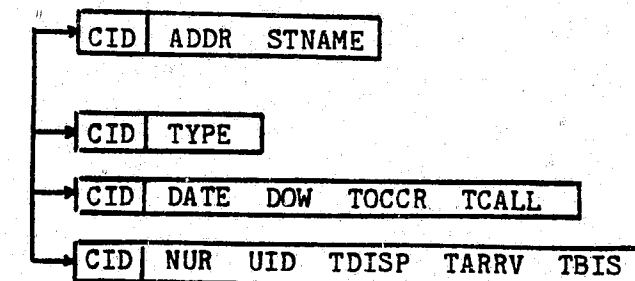 CID ADDR STNAME
CID TYPE
CID DATE DOW TOCCR TCALL
CID NUR UID TDISP TARRV TBIS